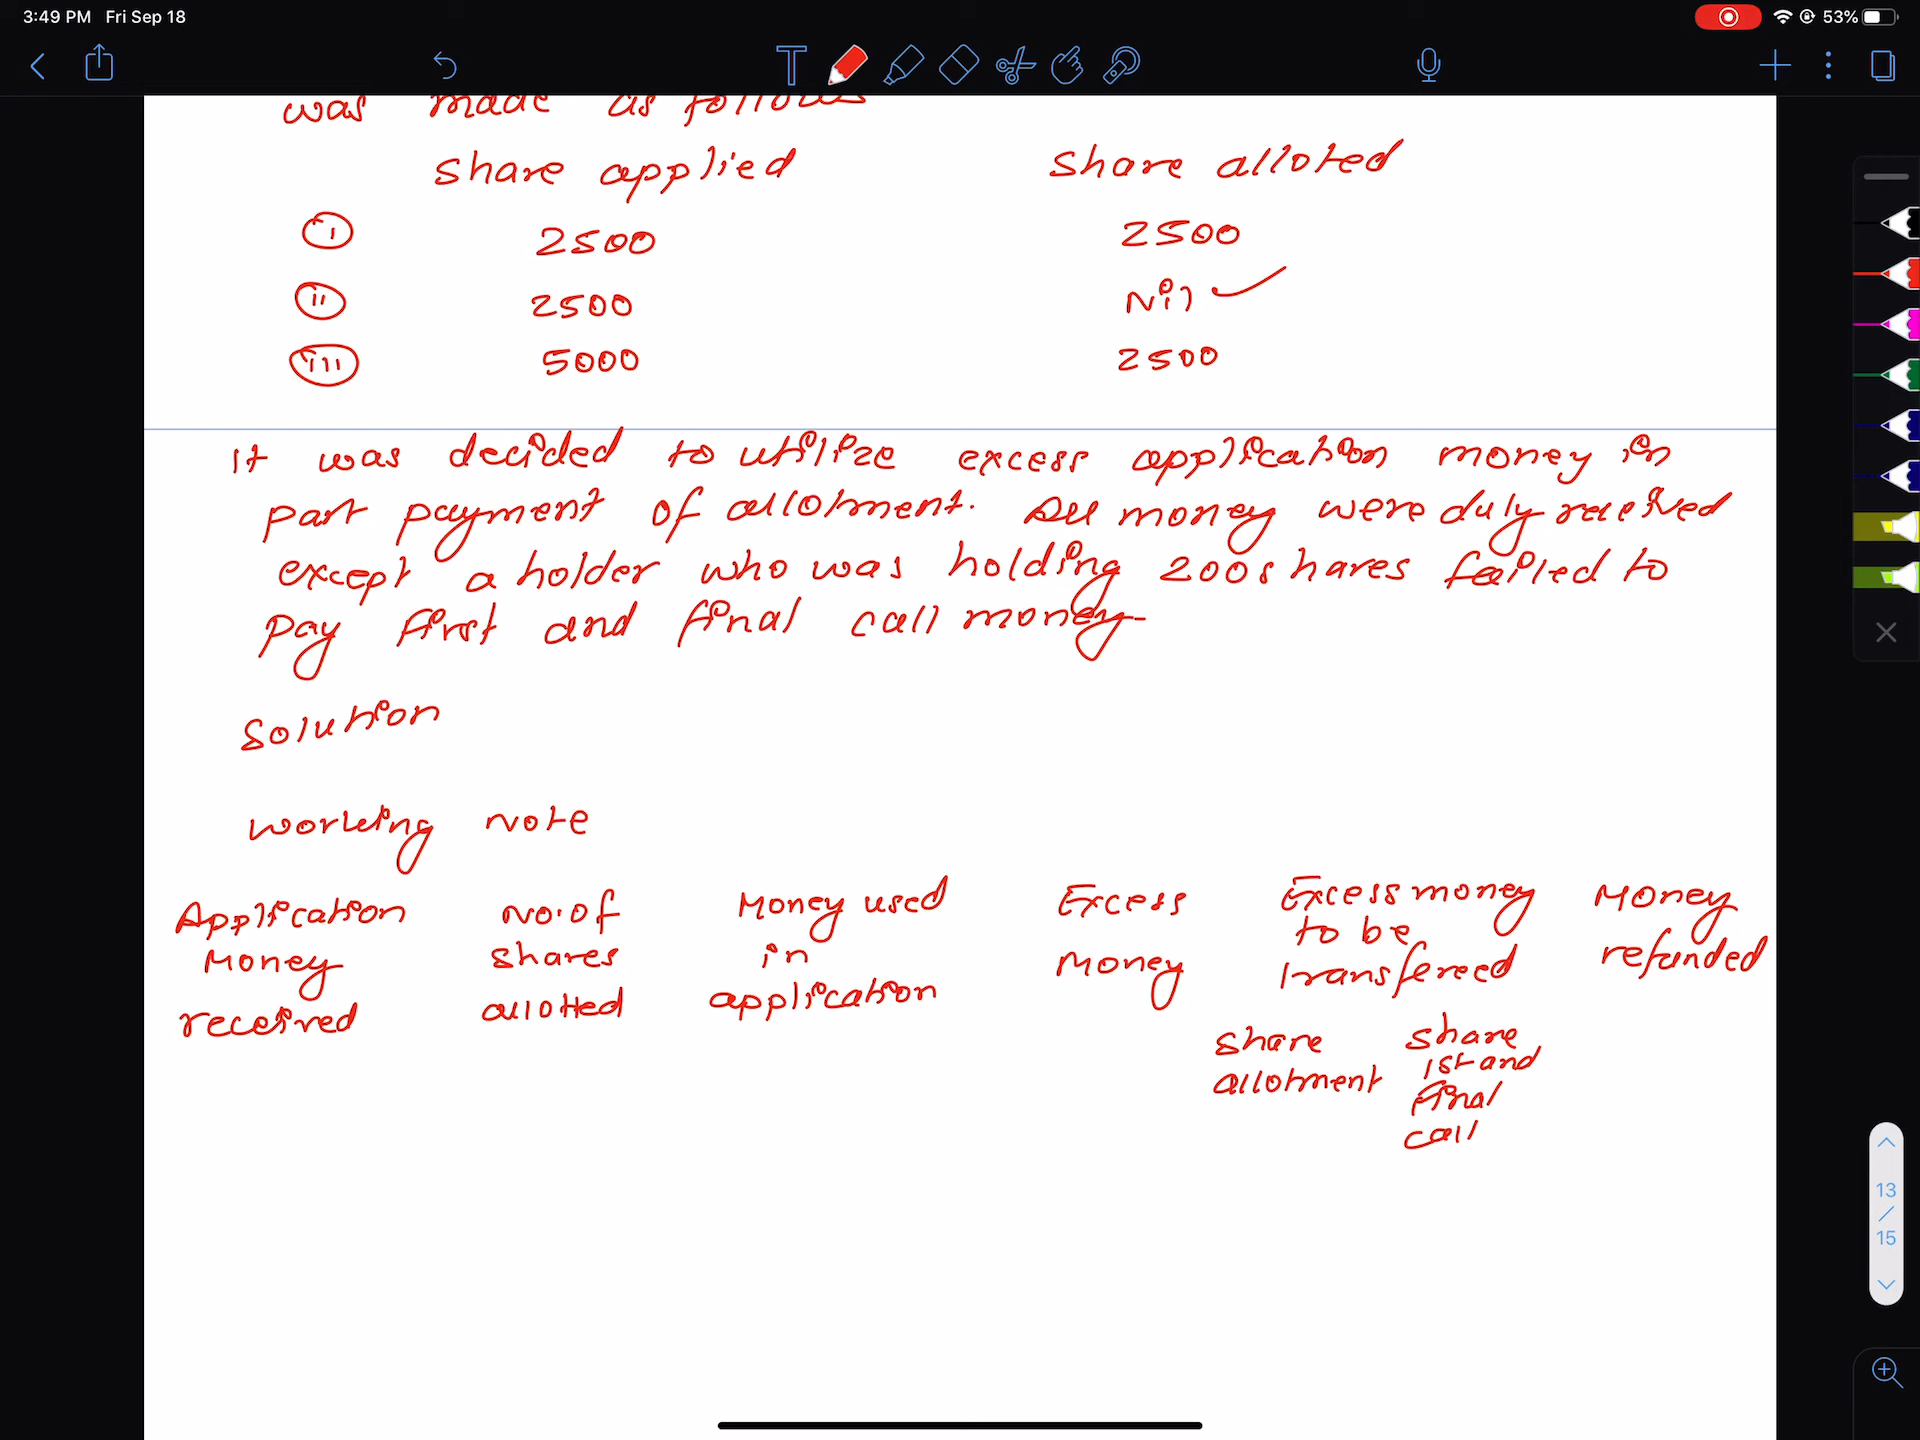 3:49 PM Fri Sep 18 53%
T
was made as follows
share applied share alloted
i 2500 2500
ii 2500 Nil
iii 5000 2500
It was decided to utilize excess application money in
part payment of allotment. All money were duly received
except a holder who was holding 200 shares failed to
pay first and final call money.
Solution
Working note
Application No. of Money used Excess Excess money Money
Money shares in Money to be refunded
received allotted application transfereed
share share
allotment 1st and
final
call
13
/
15